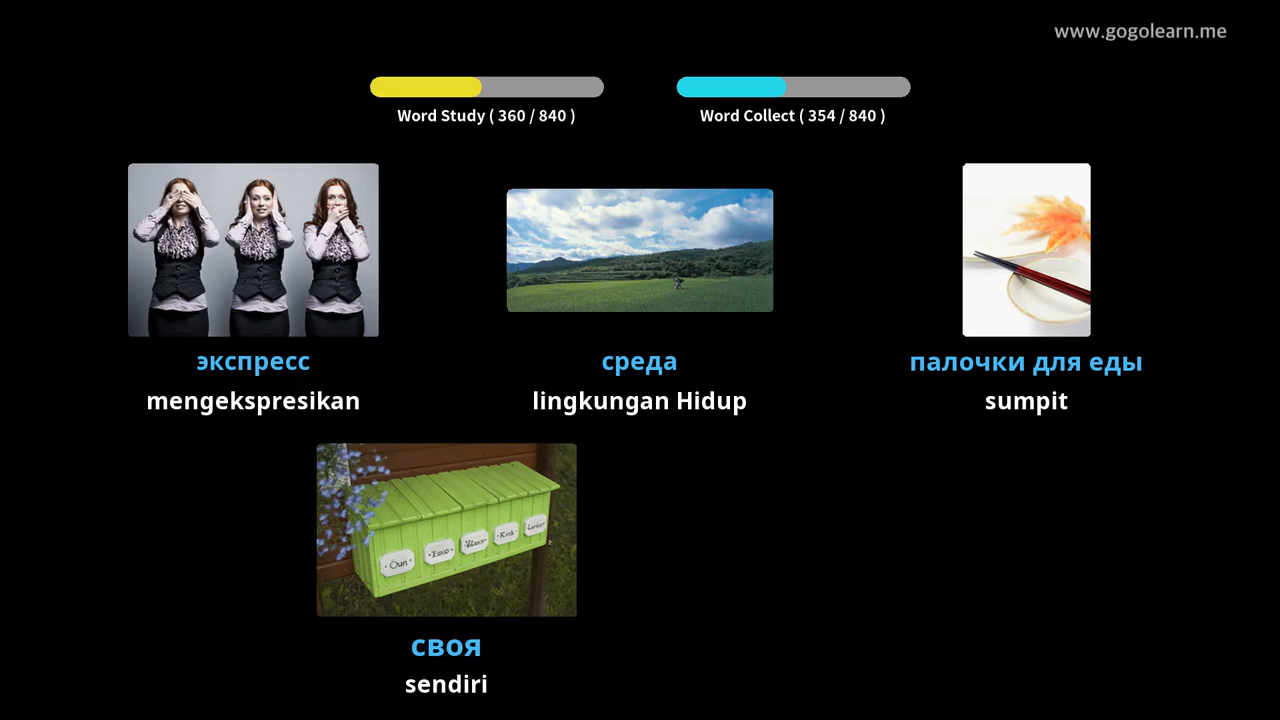 www.gogolearn.me
Word Study ( 360 / 840 )
Word Collect ( 354 / 840 )
экспресс
mengekspresikan
среда
lingkungan Hidup
палочки для еды
sumpit
своя
sendiri